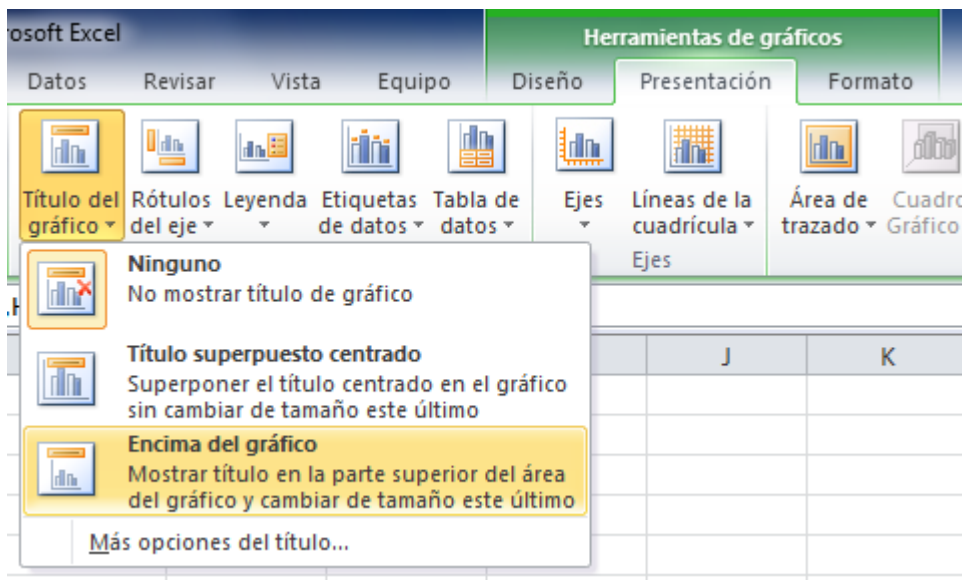 osoft Excel
Herramientas de gráficos
Datos Revisar Vista Equipo Diseño Presentación Formato
Título del gráfico
Rótulos del eje
Leyenda
Etiquetas de datos
Tabla de datos
Ejes
Líneas de la cuadrícula
Área de trazado
Cuadro
Gráfico
Ejes
Ninguno
No mostrar título de gráfico
Título superpuesto centrado
Superponer el título centrado en el gráfico
sin cambiar de tamaño este último
Encima del gráfico
Mostrar título en la parte superior del área
del gráfico y cambiar de tamaño este último
Más opciones del título...
J K